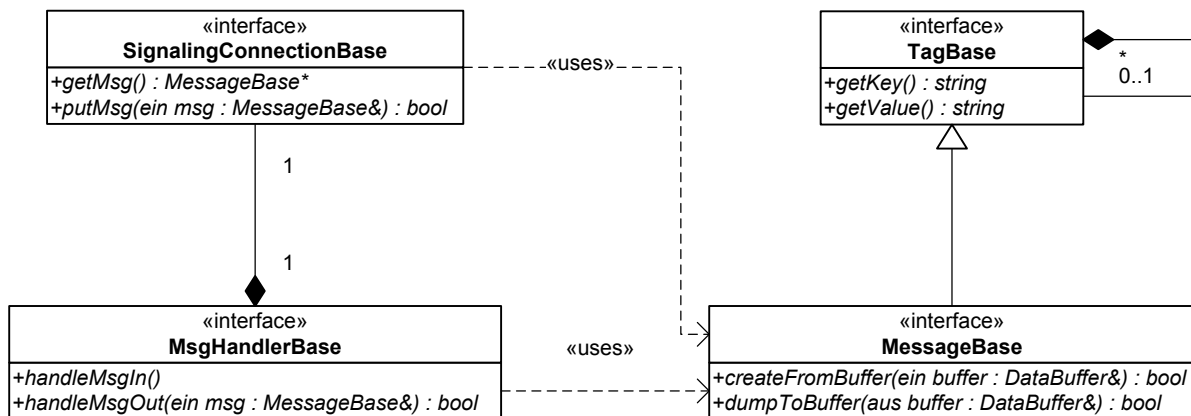 «interface»
SignalingConnectionBase
+getMsg() : MessageBase*
+putMsg(ein msg : MessageBase&) : bool
«uses»
«interface»
TagBase
+getKey() : string
+getValue() : string
*
0..1
1
1
«interface»
MsgHandlerBase
+handleMsgIn()
+handleMsgOut(ein msg : MessageBase&) : bool
«uses»
«interface»
MessageBase
+createFromBuffer(ein buffer : DataBuffer&) : bool
+dumpToBuffer(aus buffer : DataBuffer&) : bool